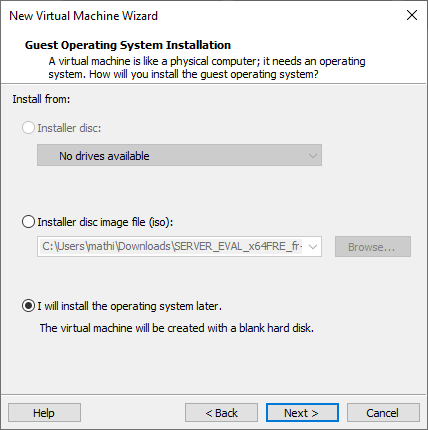 New Virtual Machine Wizard
Guest Operating System Installation
A virtual machine is like a physical computer; it needs an operating
system. How will you install the guest operating system?
Install from:
Installer disc:
No drives available
Installer disc image file (iso):
C:\Users\mathi\Downloads\SERVER_EVAL_x64FRE_fr-
Browse...
I will install the operating system later.
The virtual machine will be created with a blank hard disk.
Help
< Back
Next >
Cancel